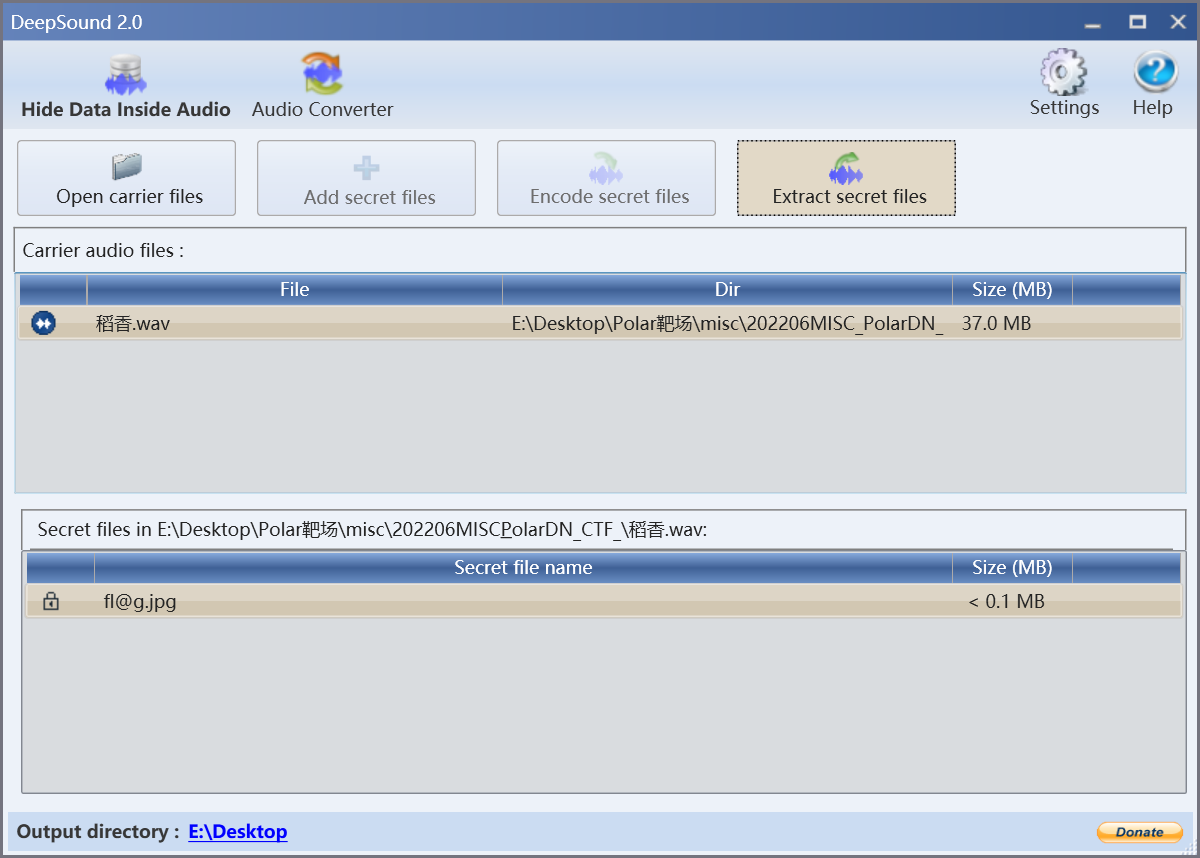 DeepSound 2.0
Hide Data Inside Audio
Audio Converter
Settings
Help
Open carrier files
Add secret files
Encode secret files
Extract secret files
Carrier audio files :
File
Dir
Size (MB)
稻香.wav
E:\Desktop\Polar靶场\misc\202206MISC_PolarDN_
37.0 MB
Secret files in E:\Desktop\Polar靶场\misc\202206MISCPolarDN_CTF_\稻香.wav:
Secret file name
Size (MB)
fl@g.jpg
< 0.1 MB
Output directory :
E:\Desktop
Donate